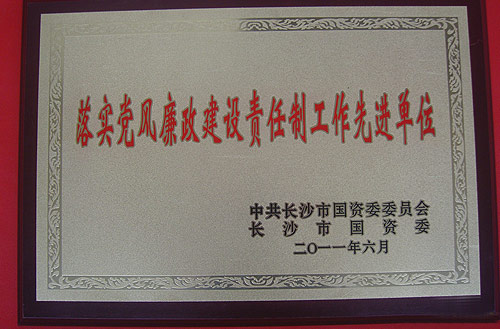 落实党风廉政建设责任制工作先进单位
中共长沙市国资委委员会
长沙市国资委
二〇一一年六月